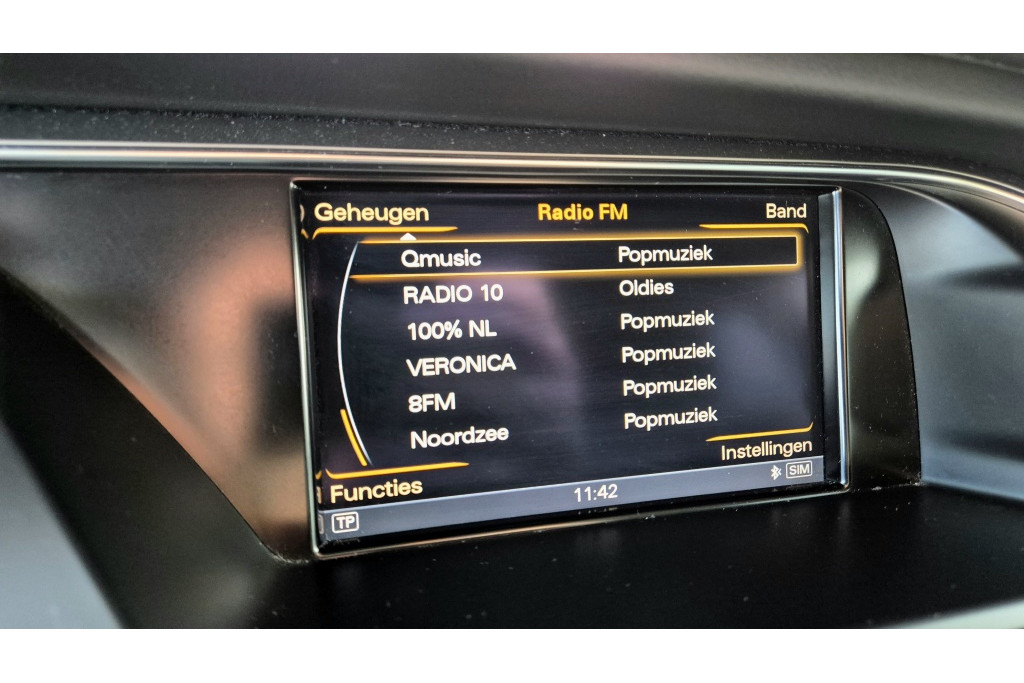 Geheugen Radio FM Band
Qmusic Popmuziek
RADIO 10 Oldies
100% NL Popmuziek
VERONICA Popmuziek
8FM Popmuziek
Noordzee Popmuziek
Functies Instellingen
TP 11:42 SIM